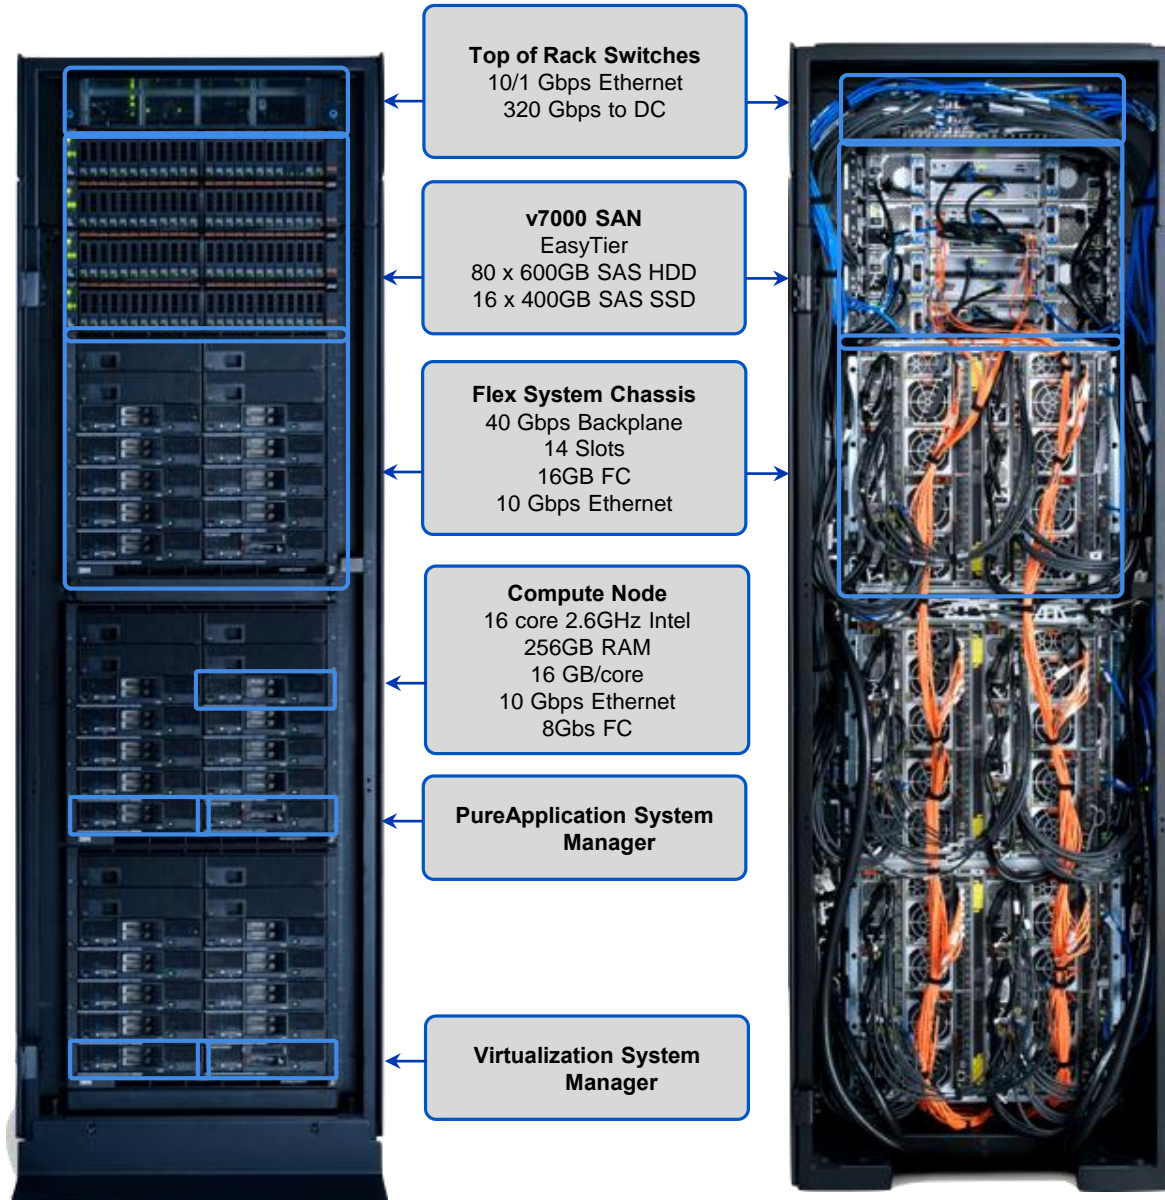 Top of Rack Switches
10/1 Gbps Ethernet
320 Gbps to DC
v7000 SAN
EasyTier
80 x 600GB SAS HDD
16 x 400GB SAS SSD
Flex System Chassis
40 Gbps Backplane
14 Slots
16GB FC
10 Gbps Ethernet
Compute Node
16 core 2.6GHz Intel
256GB RAM
16 GB/core
10 Gbps Ethernet
8Gbs FC
PureApplication System
Manager
Virtualization System
Manager